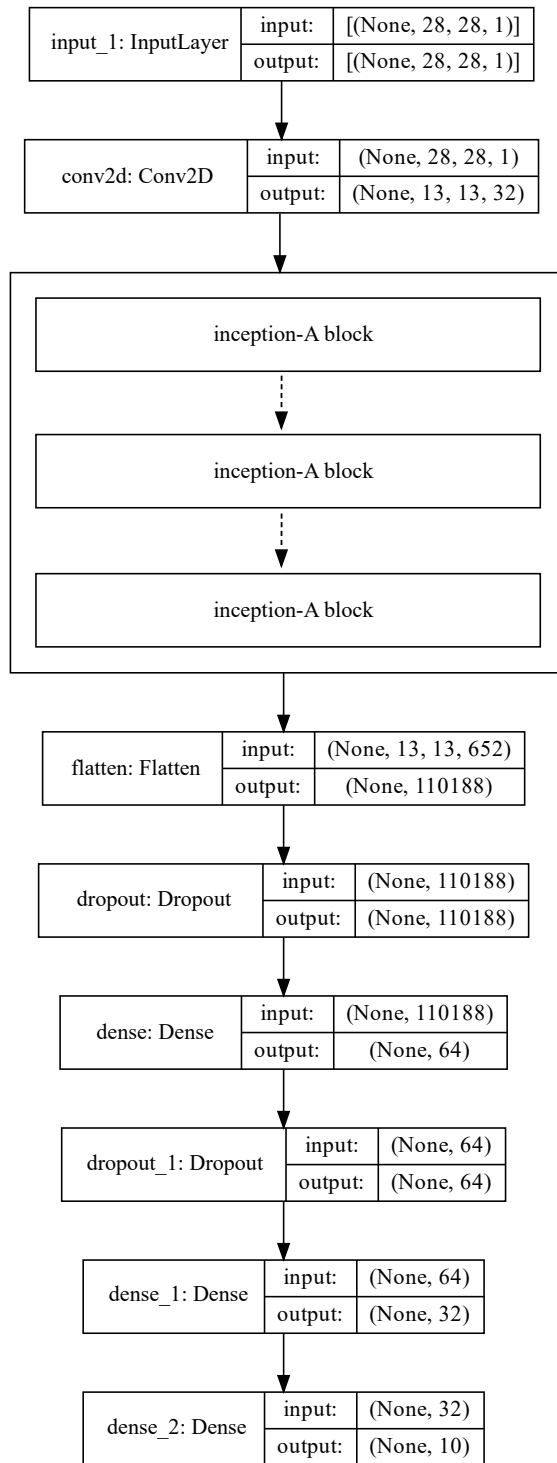 input_1: InputLayer
input: [(None, 28, 28, 1)]
output: [(None, 28, 28, 1)]
conv2d: Conv2D
input: (None, 28, 28, 1)
output: (None, 13, 13, 32)
inception-A block
inception-A block
inception-A block
flatten: Flatten
input: (None, 13, 13, 652)
output: (None, 110188)
dropout: Dropout
input: (None, 110188)
output: (None, 110188)
dense: Dense
input: (None, 110188)
output: (None, 64)
dropout_1: Dropout
input: (None, 64)
output: (None, 64)
dense_1: Dense
input: (None, 64)
output: (None, 32)
dense_2: Dense
input: (None, 32)
output: (None, 10)